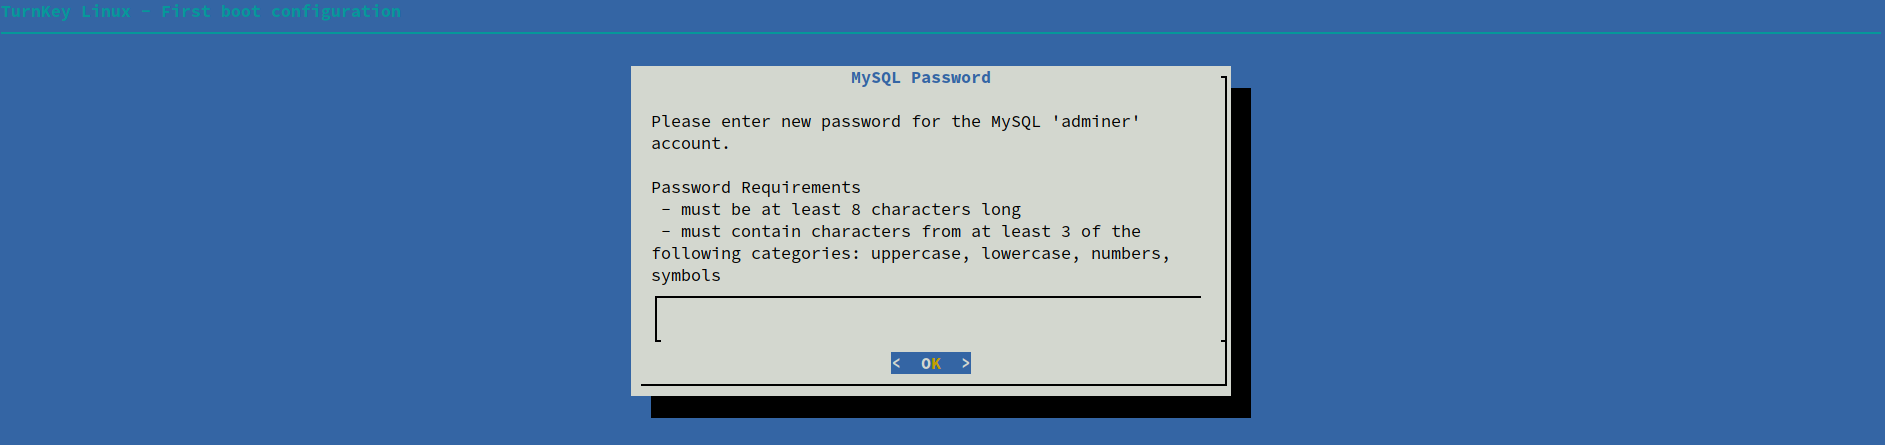 TurnKey Linux - First boot configuration
MySQL Password
Please enter new password for the MySQL 'adminer'
account.
Password Requirements
- must be at least 8 characters long
- must contain characters from at least 3 of the
following categories: uppercase, lowercase, numbers,
symbols
< OK >